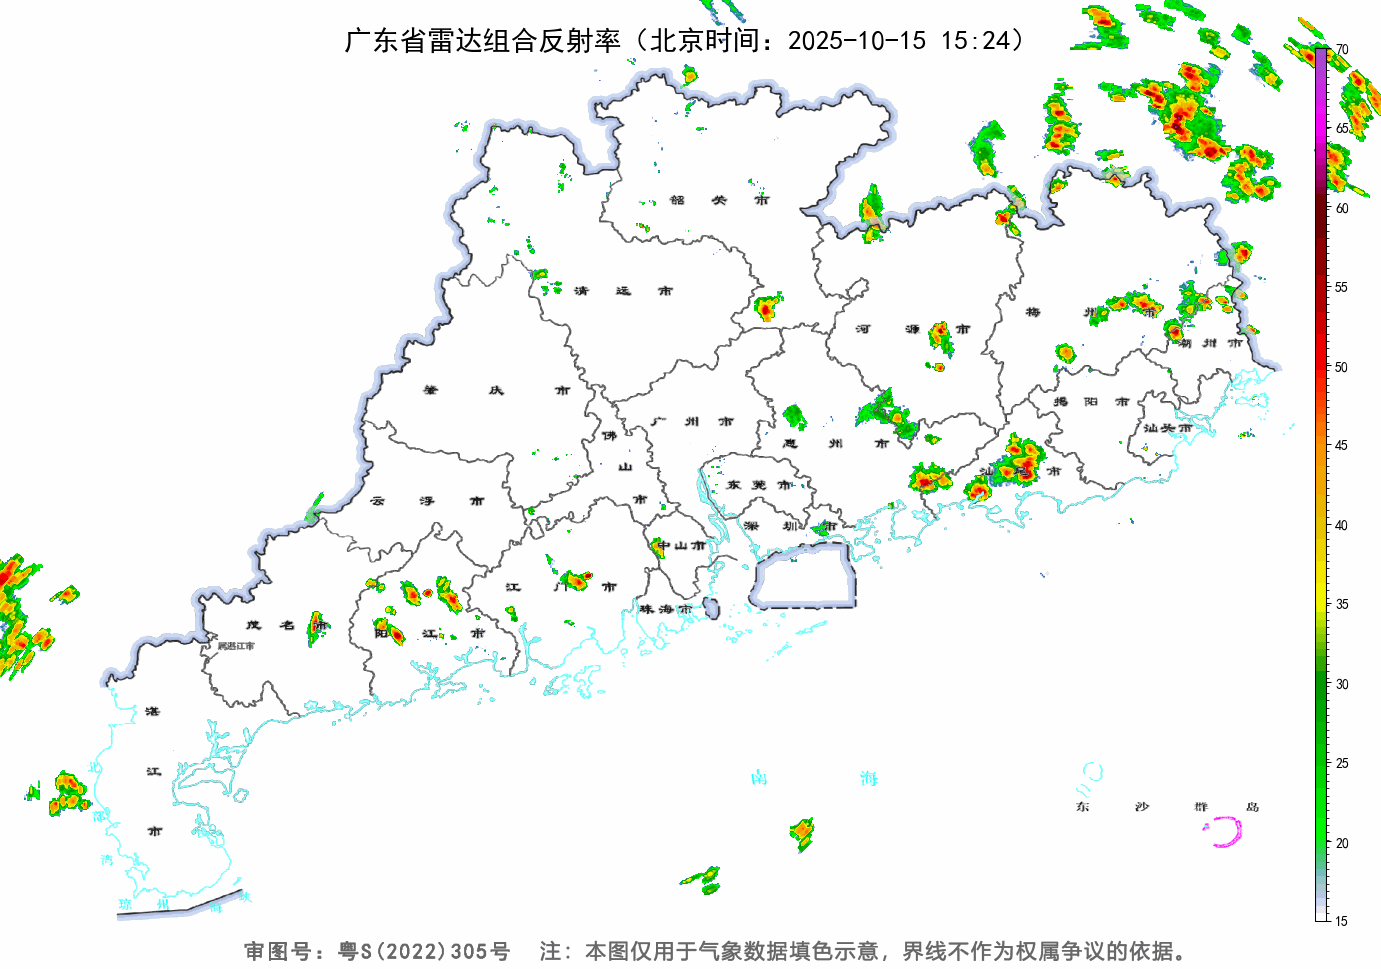 广东省雷达组合反射率（北京时间：2025-10-15 15:24）
70
65
60
55
50
45
40
35
30
25
20
15
韶关市
清远市
河源市
梅州市
潮州市
肇庆市
广州市
佛山市
惠州市
揭阳市
汕头市
汕尾市
云浮市
东莞市
深圳市
中山市
江门市
珠海市
茂名市
阳江市
属湛江市
湛江市
北部湾
琼州海峡
南海
东沙群岛
审图号：粤S(2022)305号 注：本图仅用于气象数据填色示意，界线不作为权属争议的依据。